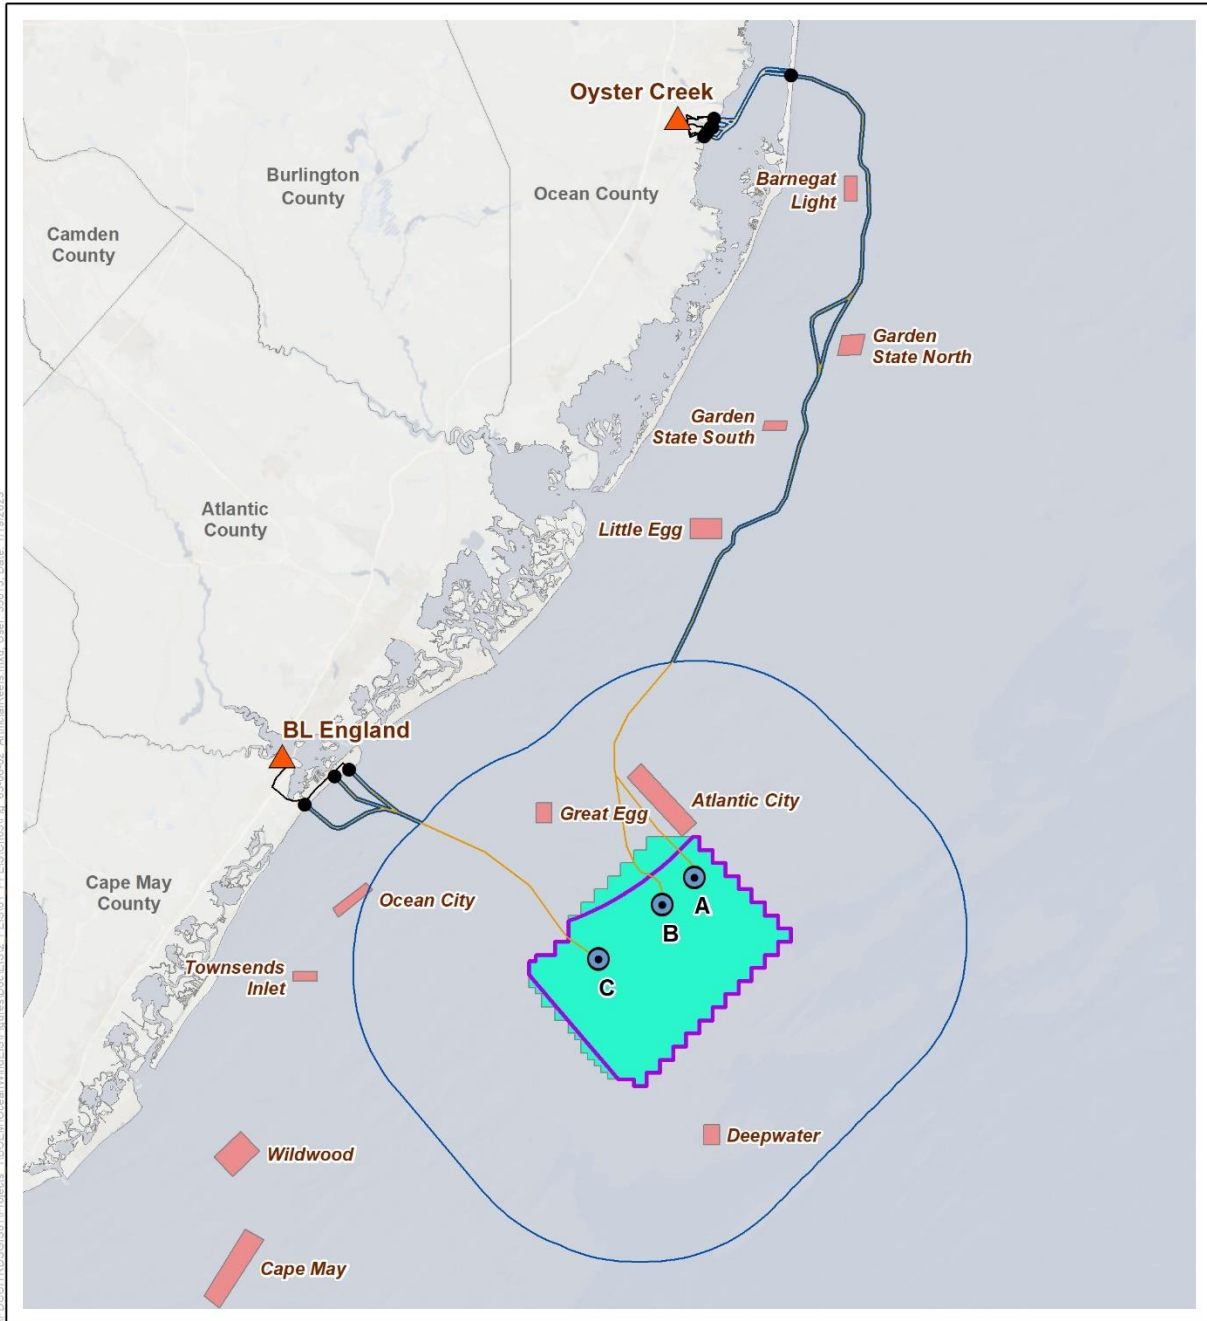 Oyster Creek
Burlington
County
Ocean County
Barnegat
Light
Camden
County
Garden
State North
Garden
State South
Atlantic
County
Little Egg
BL England
Great Egg
Atlantic City
Cape May
County
Ocean City
A
B
C
Townsends
Inlet
Deepwater
Wildwood
Cape May